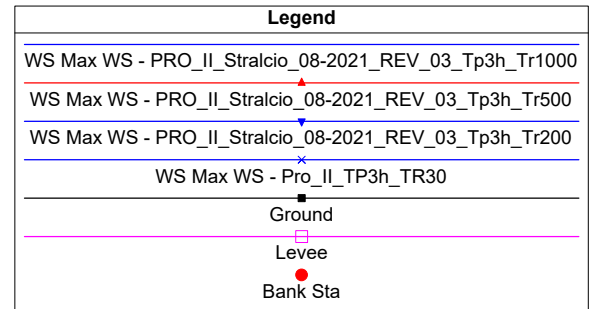 Legend
WS Max WS - PRO_II_Stralcio_08-2021_REV_03_Tp3h_Tr1000
WS Max WS - PRO_II_Stralcio_08-2021_REV_03_Tp3h_Tr500
WS Max WS - PRO_II_Stralcio_08-2021_REV_03_Tp3h_Tr200
WS Max WS - Pro_II_TP3h_TR30
Ground
Levee
Bank Sta